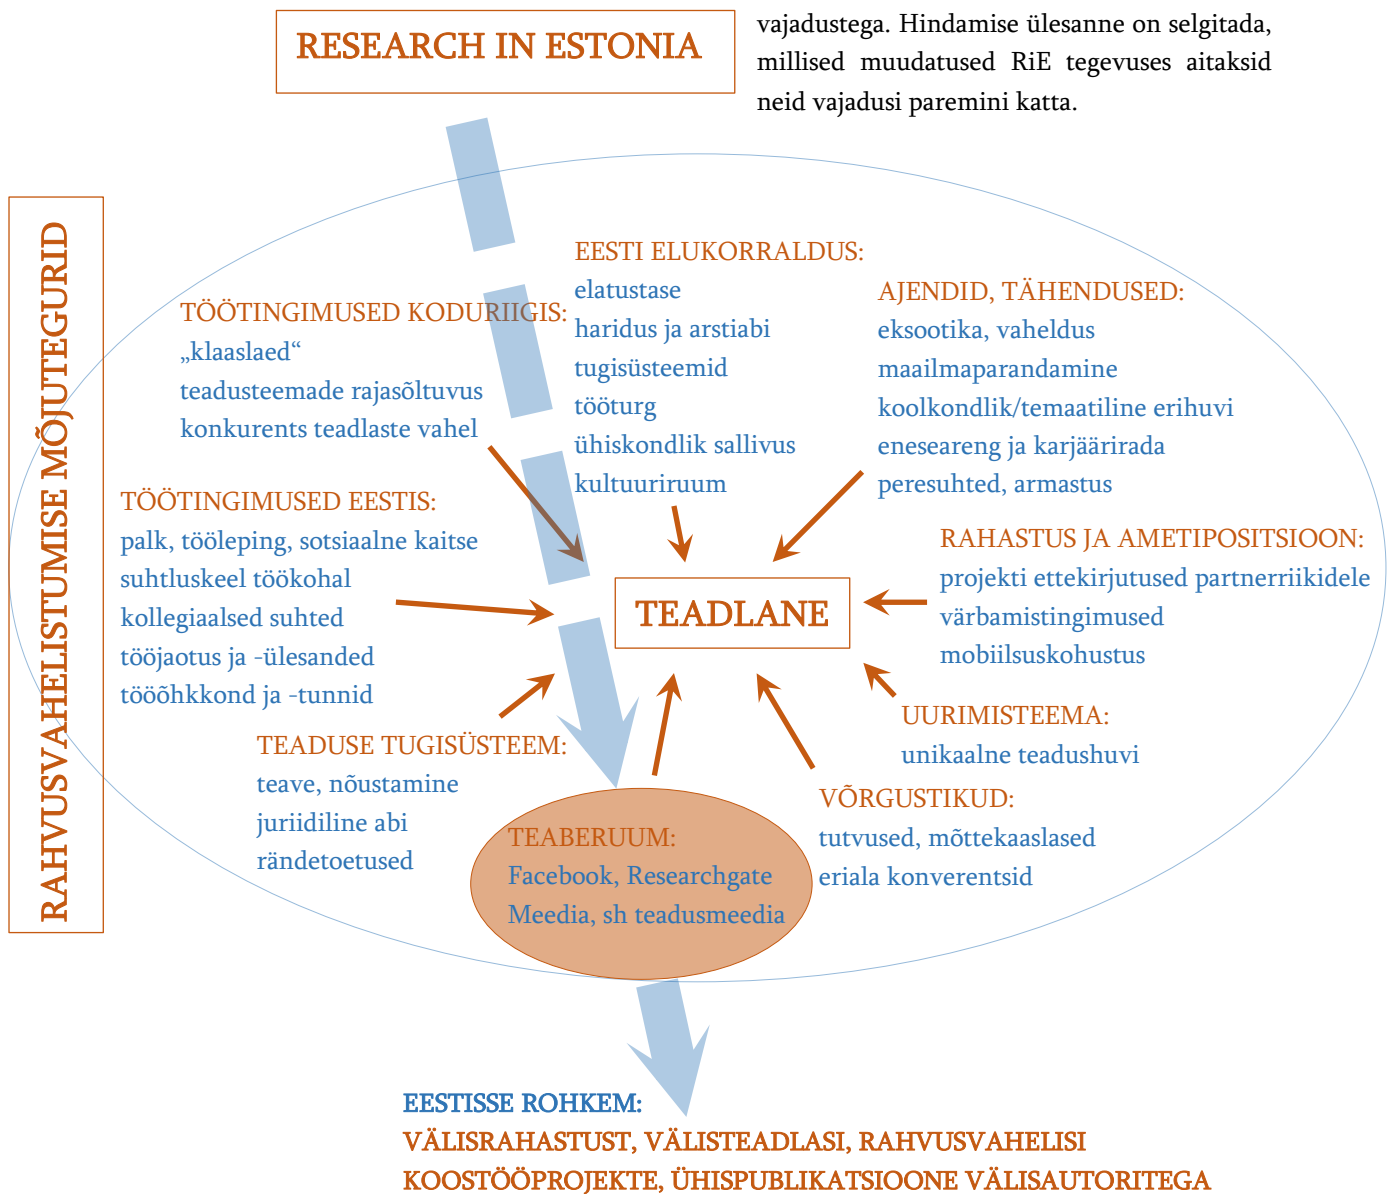 RESEARCH IN ESTONIA
vajadustega. Hindamise ülesanne on selgitada,
millised muudatused RiE tegevuses aitaksid
neid vajadusi paremini katta.
RAHVUSVAHELISTUMISE MÕJUTEGURID
TÖÖTINGIMUSED KODURIIGIS:
„klaaslaed“
teadusteemade rajasõltuvus
konkurents teadlaste vahel
EESTI ELUKORRALDUS:
elatustase
haridus ja arstiabi
tugisüsteemid
tööturg
ühiskondlik sallivus
kultuuriruum
AJENDID, TÄHENDUSED:
eksootika, vaheldus
maailmaparandamine
koolkondlik/temaatiline erihuvi
eneseareng ja karjäärirada
peresuhted, armastus
TÖÖTINGIMUSED EESTIS:
palk, tööleping, sotsiaalne kaitse
suhtluskeel töökohal
kollegiaalsed suhted
tööjaotus ja -ülesanded
tööõhkkond ja -tunnid
TEADLANE
RAHASTUS JA AMETIPOSITSIOON:
projekti ettekirjutused partnerriikidele
värbamistingimused
mobiilsuskohustus
TEADUSE TUGISÜSTEEM:
teave, nõustamine
juriidiline abi
rändetoetused
UURIMISTEEMA:
unikaalne teadushuvi
TEABERUUM:
Facebook, Researchgate
Meedia, sh teadusmeedia
VÕRGUSTIKUD:
tutvused, mõttekaaslased
eriala konverentsid
EESTISSE ROHKEM:
VÄLISRAHASTUST, VÄLISTEADLASI, RAHVUSVAHELISI
KOOSTÖÖPROJEKTE, ÜHISPUBLIKATSIOONE VÄLISAUTORITEGA